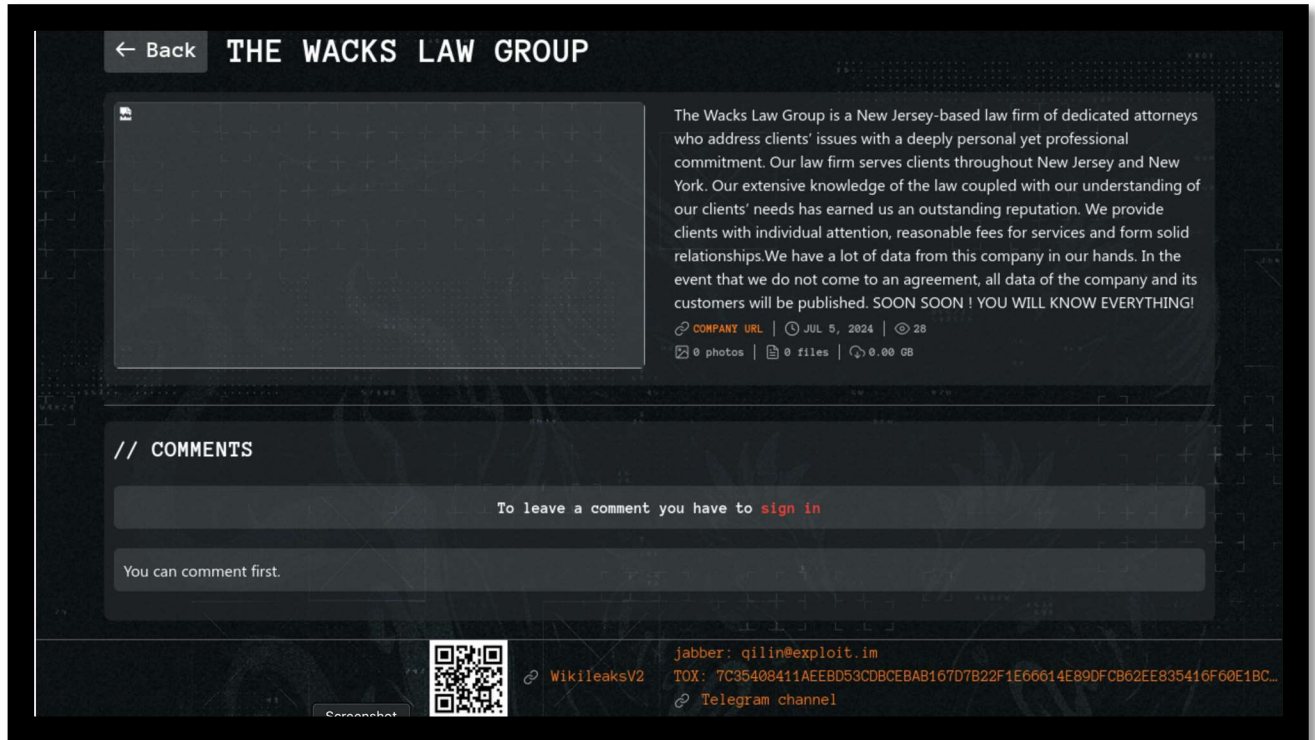 ← Back THE WACKS LAW GROUP
The Wacks Law Group is a New Jersey-based law firm of dedicated attorneys
who address clients’ issues with a deeply personal yet professional
commitment. Our law firm serves clients throughout New Jersey and New
York. Our extensive knowledge of the law coupled with our understanding of
our clients’ needs has earned us an outstanding reputation. We provide
clients with individual attention, reasonable fees for services and form solid
relationships.We have a lot of data from this company in our hands. In the
event that we do not come to an agreement, all data of the company and its
customers will be published. SOON SOON ! YOU WILL KNOW EVERYTHING!
COMPANY URL | JUL 5, 2024 | 28
0 photos | 0 files | 0.00 GB
// COMMENTS
To leave a comment you have to sign in
You can comment first.
WikileaksV2
jabber: qilin@exploit.im
TOX: 7C35408411AEEBD53CDBCEBAB167D7B22F1E66614E89DFCB62EE835416F60E1BC…
Telegram channel
Screenshot